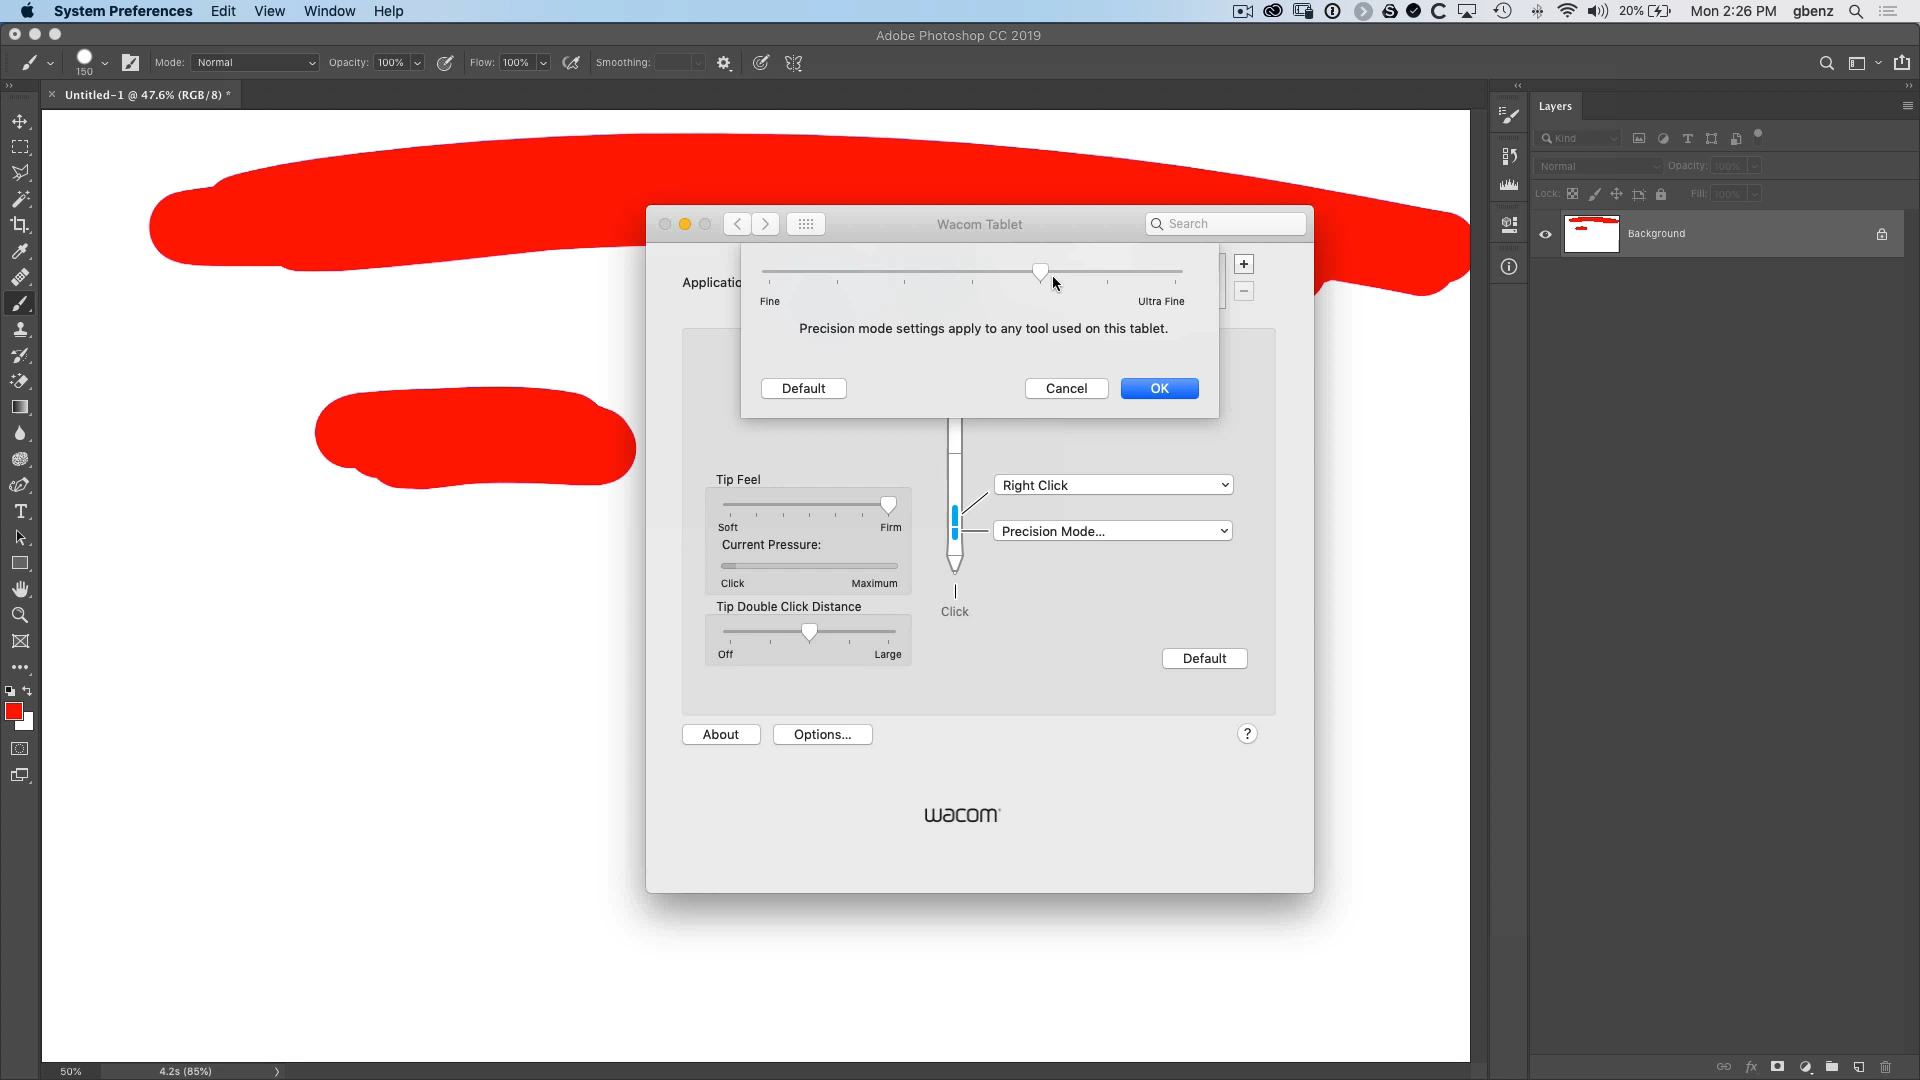 System Preferences Edit View Window Help
20% Mon 2:26 PM gbenz
Adobe Photoshop CC 2019
150 Mode: Normal Opacity: 100% Flow: 100% Smoothing:
× Untitled-1 @ 47.6% (RGB/8) *
Layers
Kind
Normal Opacity: 100%
Lock: Fill: 100%
Background
Wacom Tablet
Search
Applicatio
Fine Ultra Fine
Precision mode settings apply to any tool used on this tablet.
Default Cancel OK
Tip Feel
Soft Firm
Current Pressure:
Click Maximum
Tip Double Click Distance
Off Large
Right Click
Precision Mode...
Click
Default
About Options... ?
wacom
50% 4.2s (85%)
fx